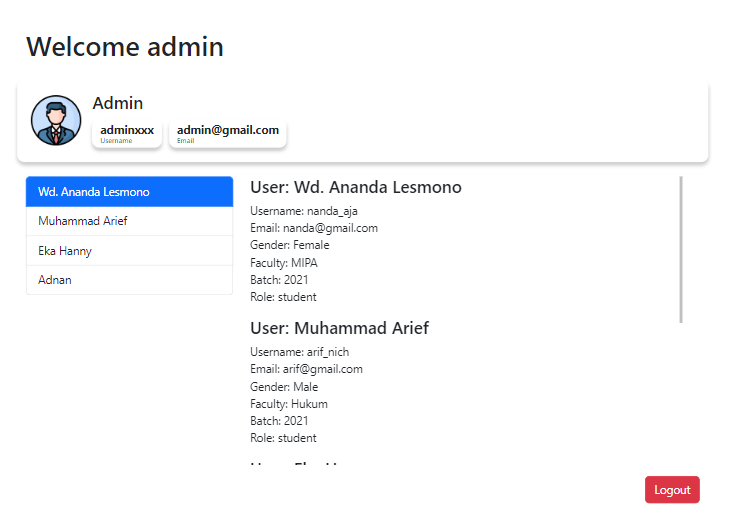 Welcome admin
Admin
adminxxx admin@gmail.com
Username Email
Wd. Ananda Lesmono
Muhammad Arief
Eka Hanny
Adnan
User: Wd. Ananda Lesmono
Username: nanda_aja
Email: nanda@gmail.com
Gender: Female
Faculty: MIPA
Batch: 2021
Role: student
User: Muhammad Arief
Username: arif_nich
Email: arif@gmail.com
Gender: Male
Faculty: Hukum
Batch: 2021
Role: student
Logout